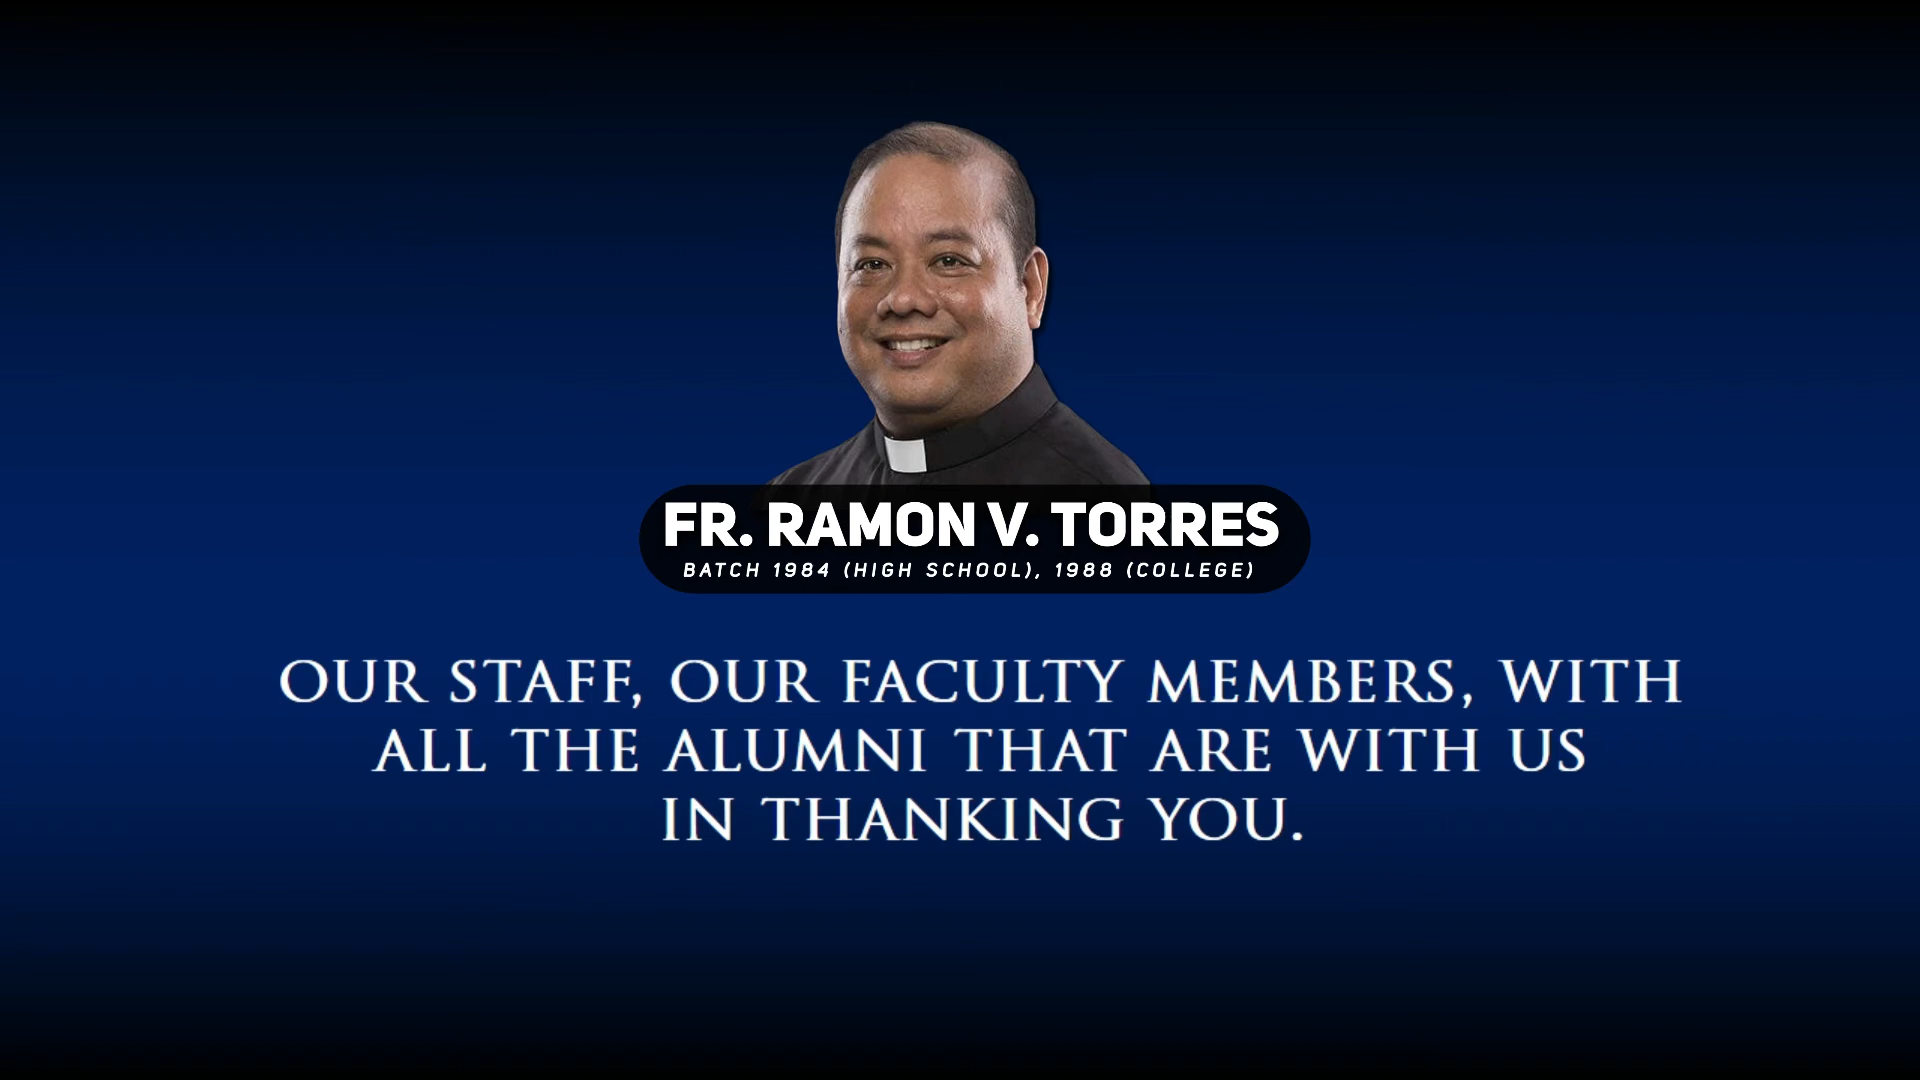 FR. RAMON V. TORRES
BATCH 1984 (HIGH SCHOOL), 1988 (COLLEGE)
OUR STAFF, OUR FACULTY MEMBERS, WITH
ALL THE ALUMNI THAT ARE WITH US
IN THANKING YOU.